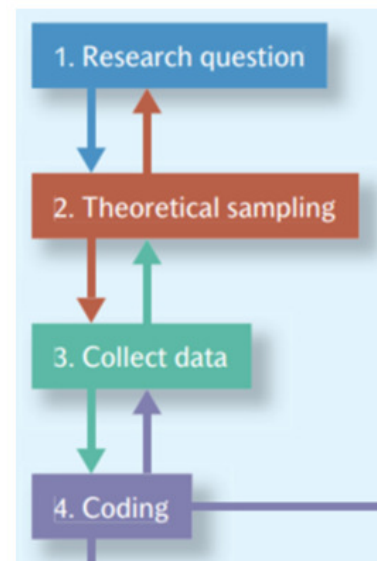 1. Research question
2. Theoretical sampling
3. Collect data
4. Coding